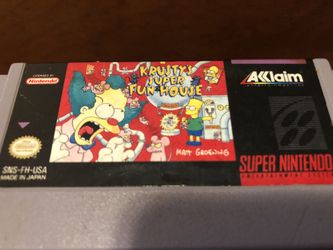 LICENSED BY
Nintendo
KRUSTY'S
SUPER
FUN HOUSE
MATT GROENING
AKlaim
SNS-FH-USA
MADE IN JAPAN
SUPER NINTENDO
ENTERTAINMENT SYSTEM